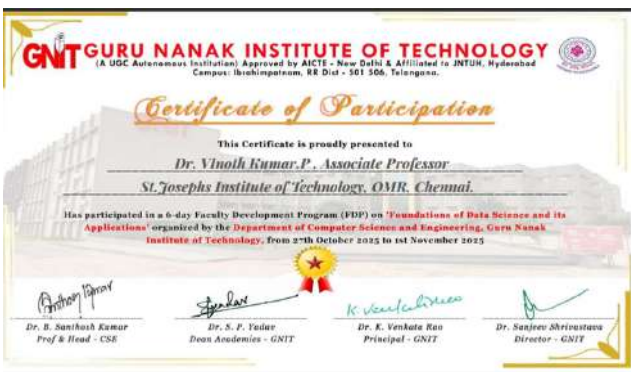 GNIT GURU NANAK INSTITUTE OF TECHNOLOGY
(A UGC Autonomous Institution) Approved by AICTE - New Delhi & Affiliated to JNTUH, Hyderabad
Campus: Ibrahimpatnam, RR Dist - 501 506, Telangana.
Certificate of Participation
This Certificate is proudly presented to
Dr. VInoth Kumar.P , Associate Professor
St.Josephs Institute of Technology, OMR, Chennai.
Has participated in a 6-day Faculty Development Program (FDP) on 'Foundations of Data Science and its
Applications' organized by the Department of Computer Science and Engineering, Guru Nanak
Institute of Technology, from 27th October 2025 to 1st November 2025
Dr. B. Santhosh Kumar
Prof & Head - CSE
Dr. S. P. Yadav
Dean Academics - GNIT
Dr. K. Venkata Rao
Principal - GNIT
Dr. Sanjeev Shrivastava
Director - GNIT